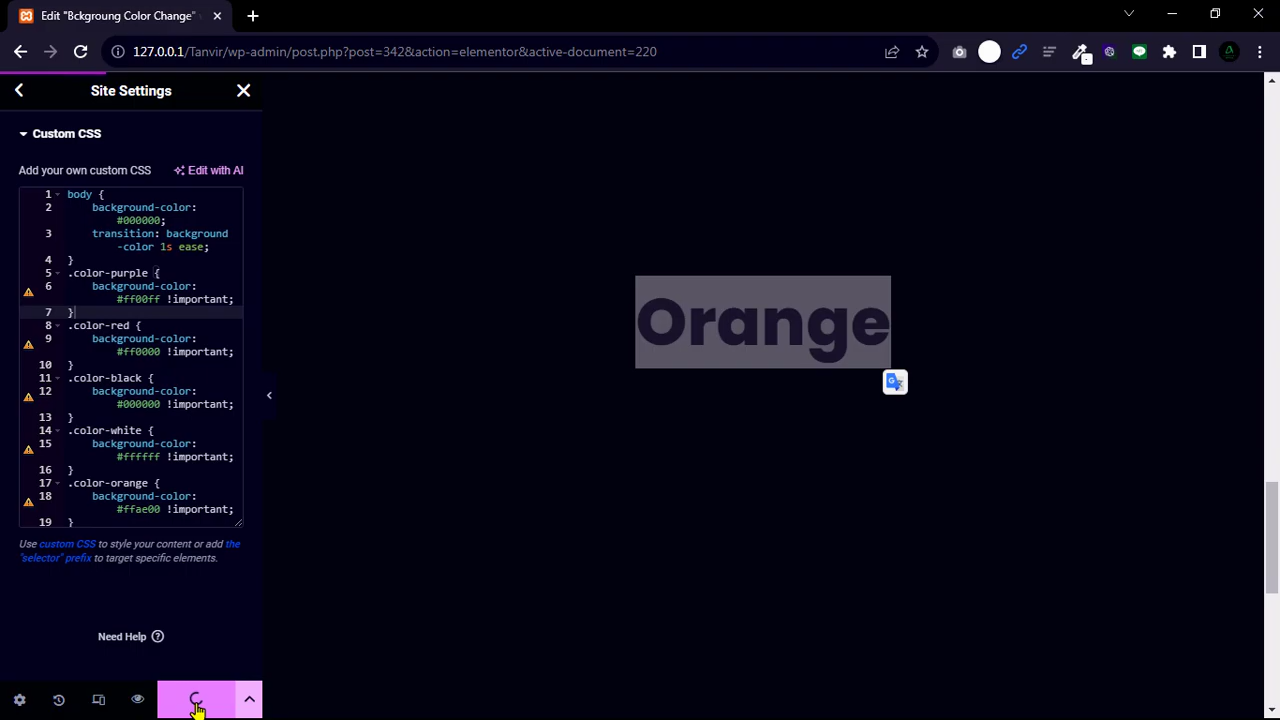 Edit "Bckgroung Color Change"
127.0.0.1/Tanvir/wp-admin/post.php?post=342&action=elementor&active-document=220
Site Settings
Custom CSS
Add your own custom CSS
Edit with AI
1 body {
2 background-color:
#000000;
3 transition: background
-color 1s ease;
4 }
5 .color-purple {
6 background-color:
#ff00ff !important;
7 }
8 .color-red {
9 background-color:
#ff0000 !important;
10 }
11 .color-black {
12 background-color:
#000000 !important;
13 }
14 .color-white {
15 background-color:
#ffffff !important;
16 }
17 .color-orange {
18 background-color:
#ffae00 !important;
19 }
Use custom CSS to style your content or add the
"selector" prefix to target specific elements.
Need Help
Orange